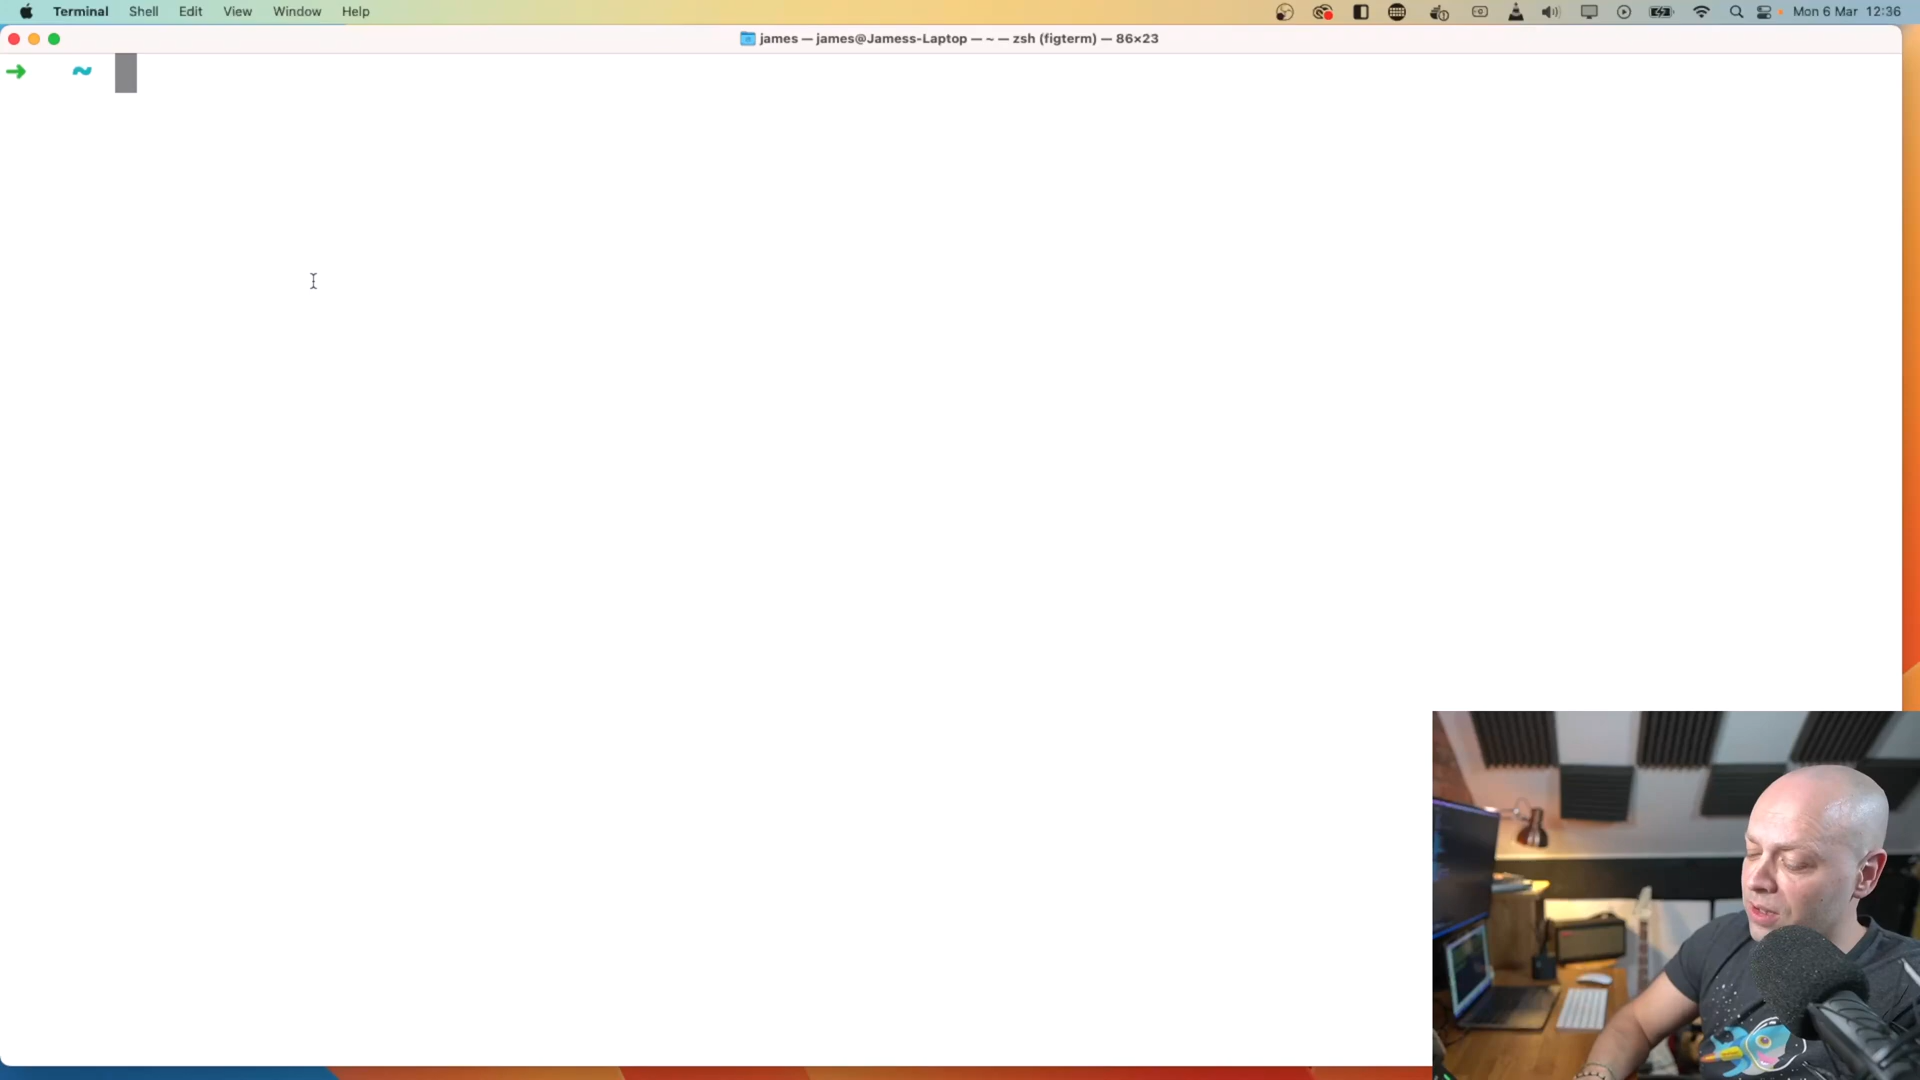 Terminal Shell Edit View Window Help Mon 6 Mar 12:36
james — james@Jamess-Laptop — ~ — zsh (figterm) — 86×23
➜ ~